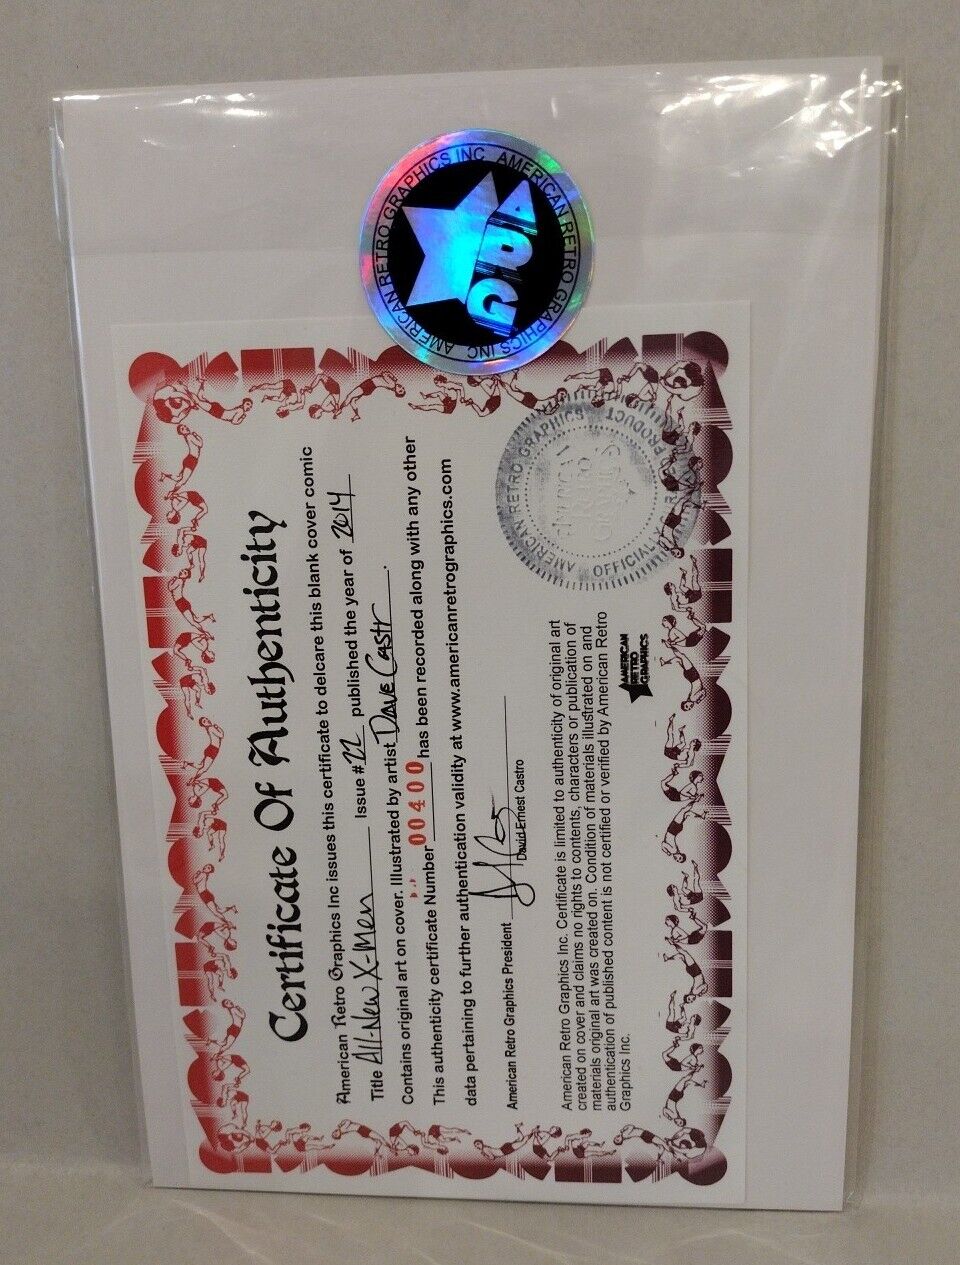 AMERICAN RETRO GRAPHICS INC AMERICAN RETRO GRAPHICS INC
ARG
Certificate Of Authenticity
American Retro Graphics Inc issues this certificate to delcare this blank cover comic
Title All-New X-Men Issue # 22 published the year of 2014
Contains original art on cover. Illustrated by artist Dave Castr.
This authenticity certificate Number 00400 has been recorded along with any other
data pertaining to further authentication validity at www.americanretrographics.com
American Retro Graphics President
David Ernest Castro
American Retro Graphics Inc. Certificate is limited to authenticity of original art
created on cover and claims no rights to contents, characters or publication of
materials original art was created on. Condition of materials illustrated on and
authentication of published content is not certified or verified by American Retro
Graphics Inc.
AMERICAN
RETRO
GRAPHICS
AMERICAN RETRO GRAPHICS
OFFICIAL PRODUCT
AMERICAN
RETRO
GRAPHICS